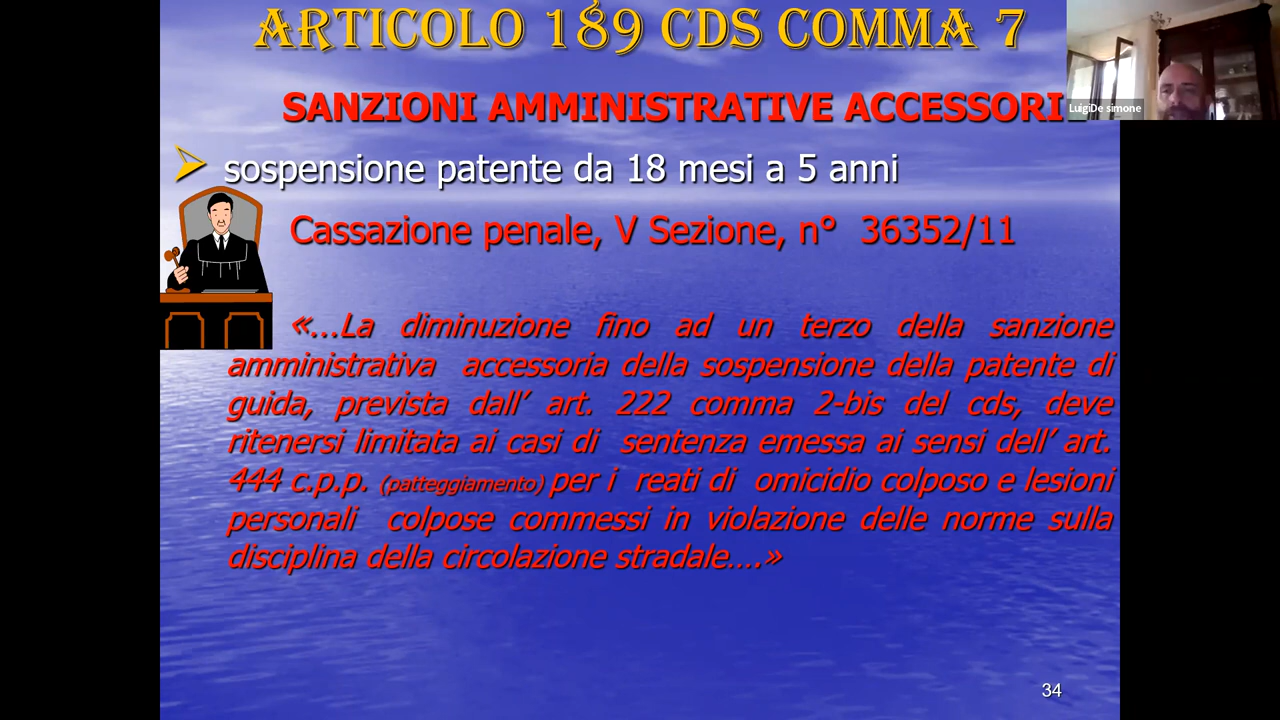 ARTICOLO 189 CDS COMMA 7
SANZIONI AMMINISTRATIVE ACCESSORI
LuigiDe simone
sospensione patente da 18 mesi a 5 anni
Cassazione penale, V Sezione, n° 36352/11
«…La diminuzione fino ad un terzo della sanzione
amministrativa accessoria della sospensione della patente di
guida, prevista dall’ art. 222 comma 2-bis del cds, deve
ritenersi limitata ai casi di sentenza emessa ai sensi dell’ art.
444 c.p.p. (patteggiamento) per i reati di omicidio colposo e lesioni
personali colpose commessi in violazione delle norme sulla
disciplina della circolazione stradale….»
34